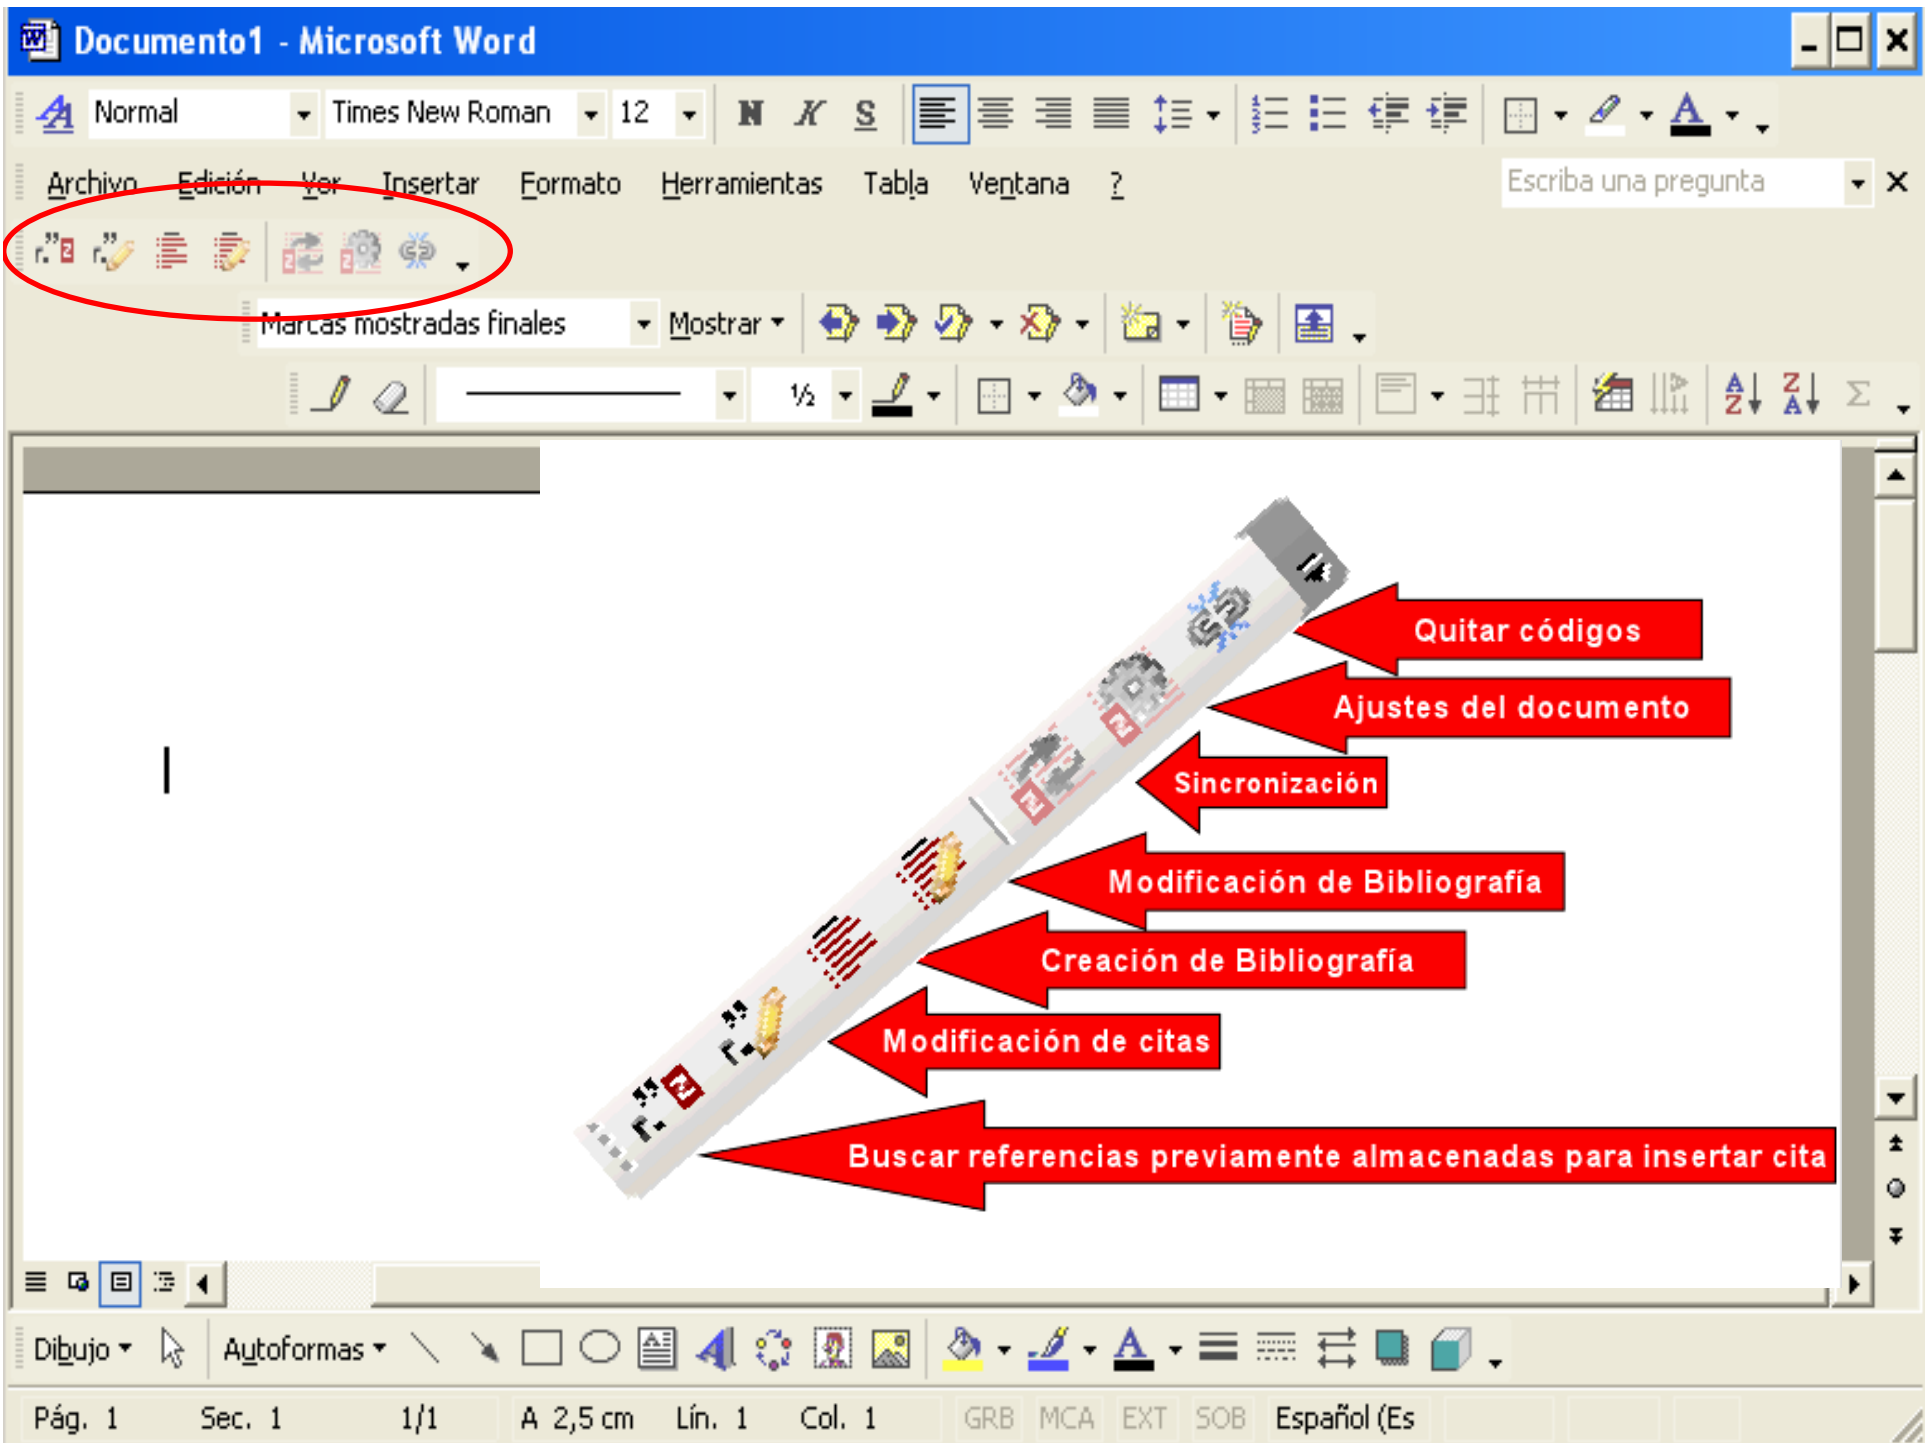 Documento1 - Microsoft Word
Normal Times New Roman 12 N K S
Archivo Edición Ver Insertar Formato Herramientas Tabla Ventana ? Escriba una pregunta
Marcas mostradas finales Mostrar
½
Quitar códigos
Ajustes del documento
Sincronización
Modificación de Bibliografía
Creación de Bibliografía
Modificación de citas
Buscar referencias previamente almacenadas para insertar cita
Dibujo Autoformas
Pág. 1 Sec. 1 1/1 A 2,5 cm Lín. 1 Col. 1 GRB MCA EXT SOB Español (Es